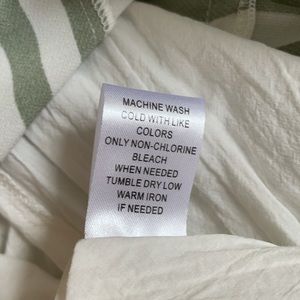 MACHINE WASH
COLD WITH LIKE
COLORS
ONLY NON-CHLORINE
BLEACH
WHEN NEEDED
TUMBLE DRY LOW
WARM IRON
IF NEEDED